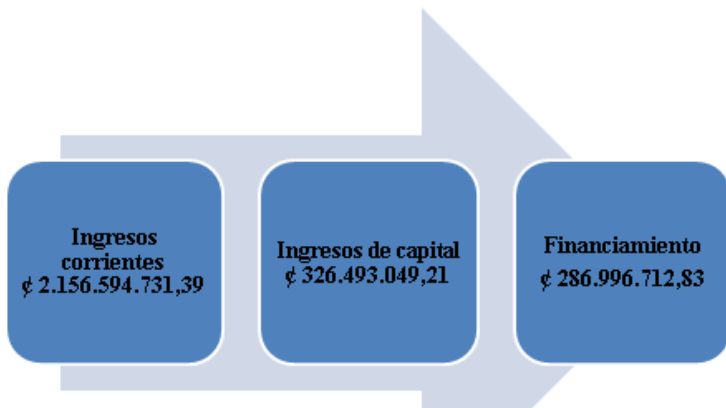 Ingresos
corrientes
₡ 2.156.594.731,39
Ingresos de capital
₡ 326.493.049,21
Financiamiento
₡ 286.996.712,83